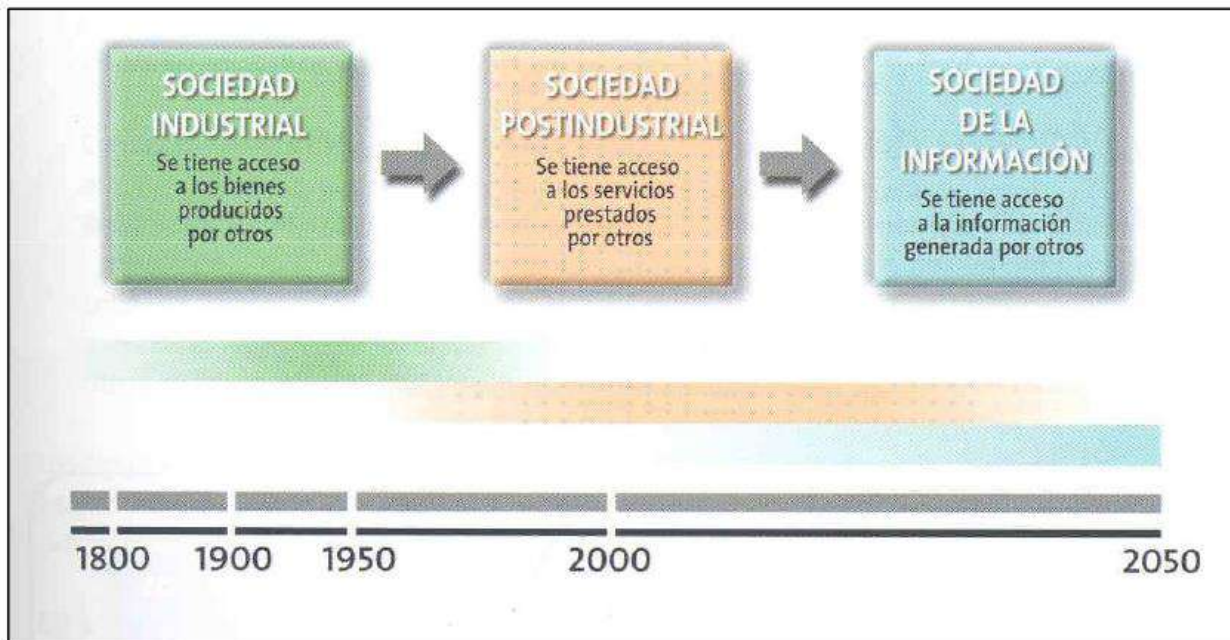 SOCIEDAD
INDUSTRIAL
Se tiene acceso
a los bienes
producidos
por otros
SOCIEDAD
POSTINDUSTRIAL
Se tiene acceso
a los servicios
prestados
por otros
SOCIEDAD
DE LA
INFORMACIÓN
Se tiene acceso
a la información
generada por otros
1800 1900 1950 2000 2050